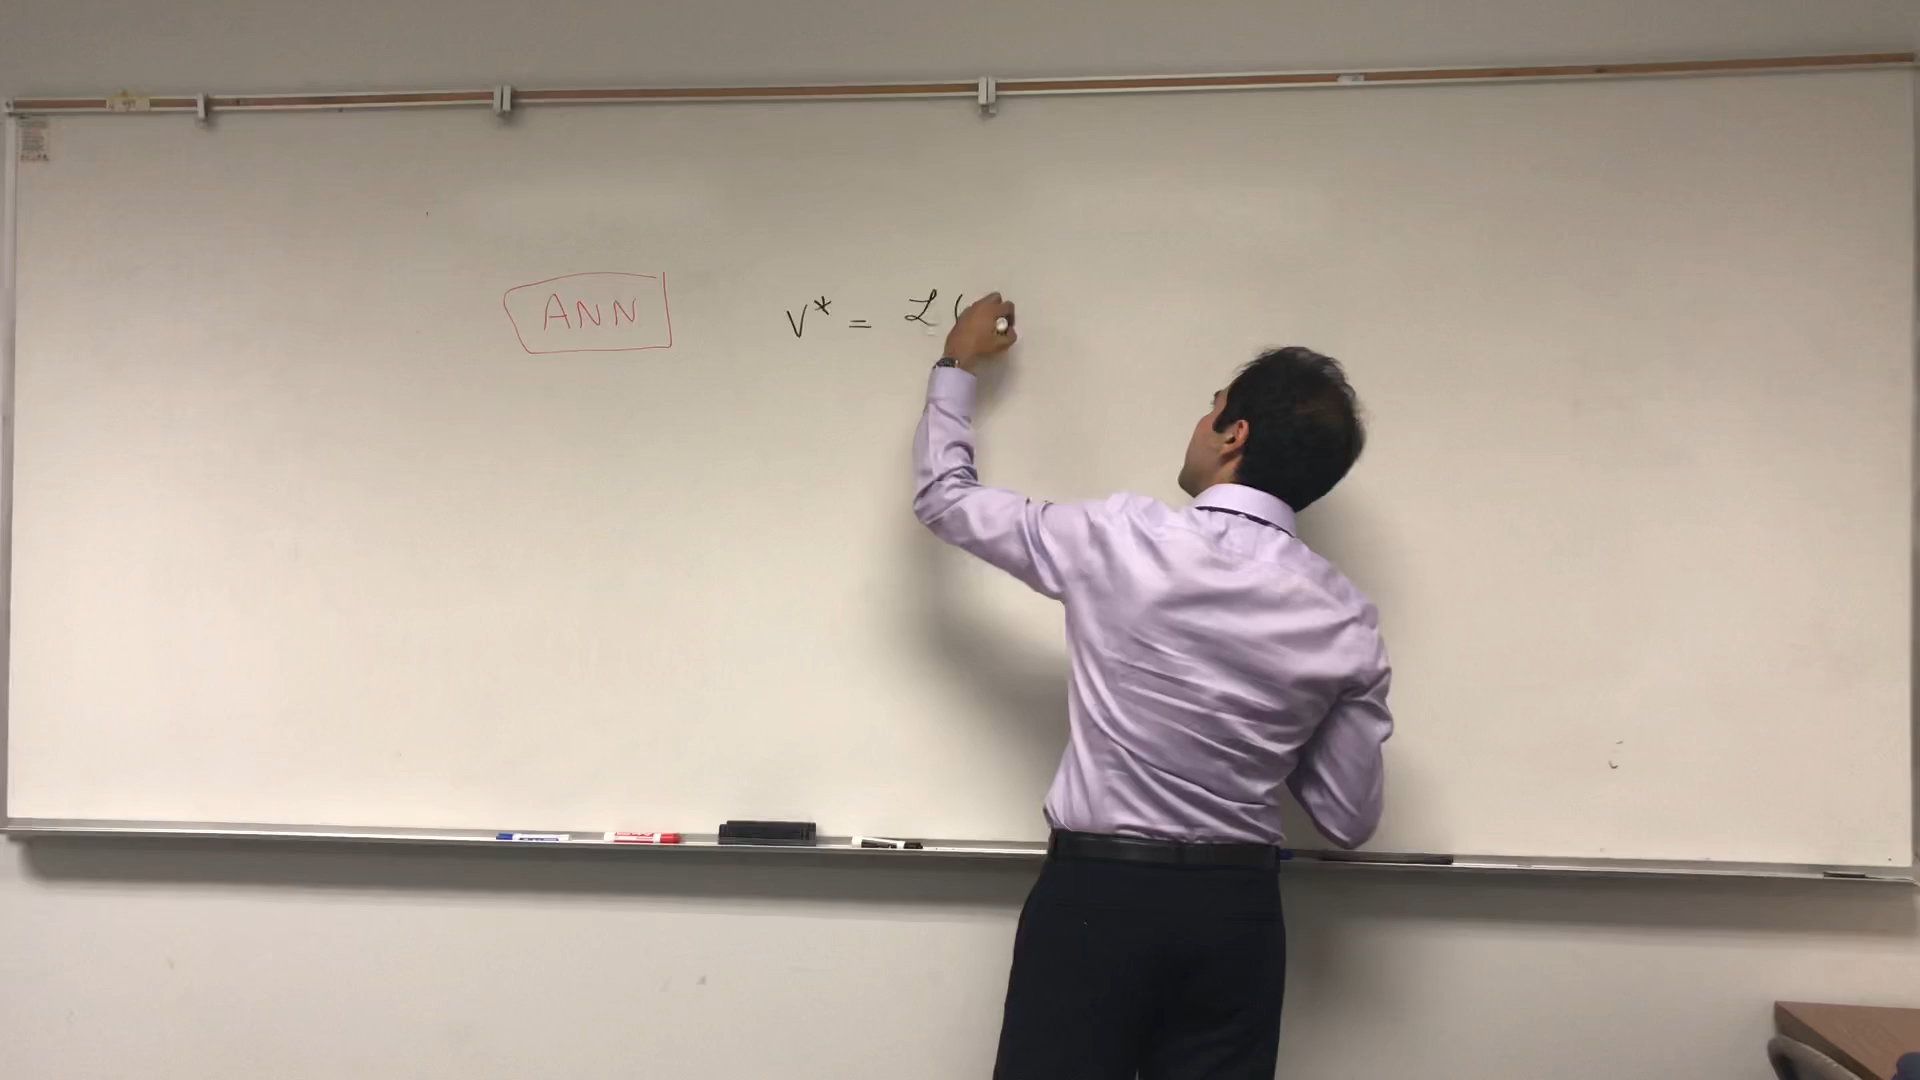 ANN V* = ℒ (